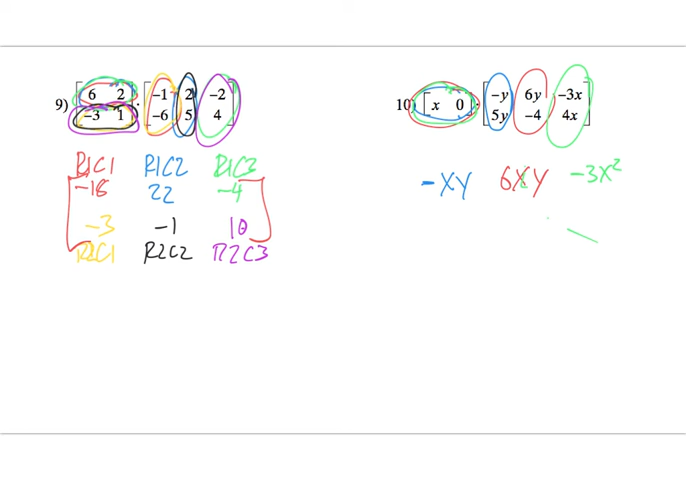 9) [6 2 -3 1] · [-1 2 -2 -6 5 4]
R1C1 R1C2 R1C3
-18 22 -4
-3 -1 10
R2C1 R2C2 R2C3
10) [x 0] · [-y 6y -3x 5y -4 4x]
-XY 6XY -3X²